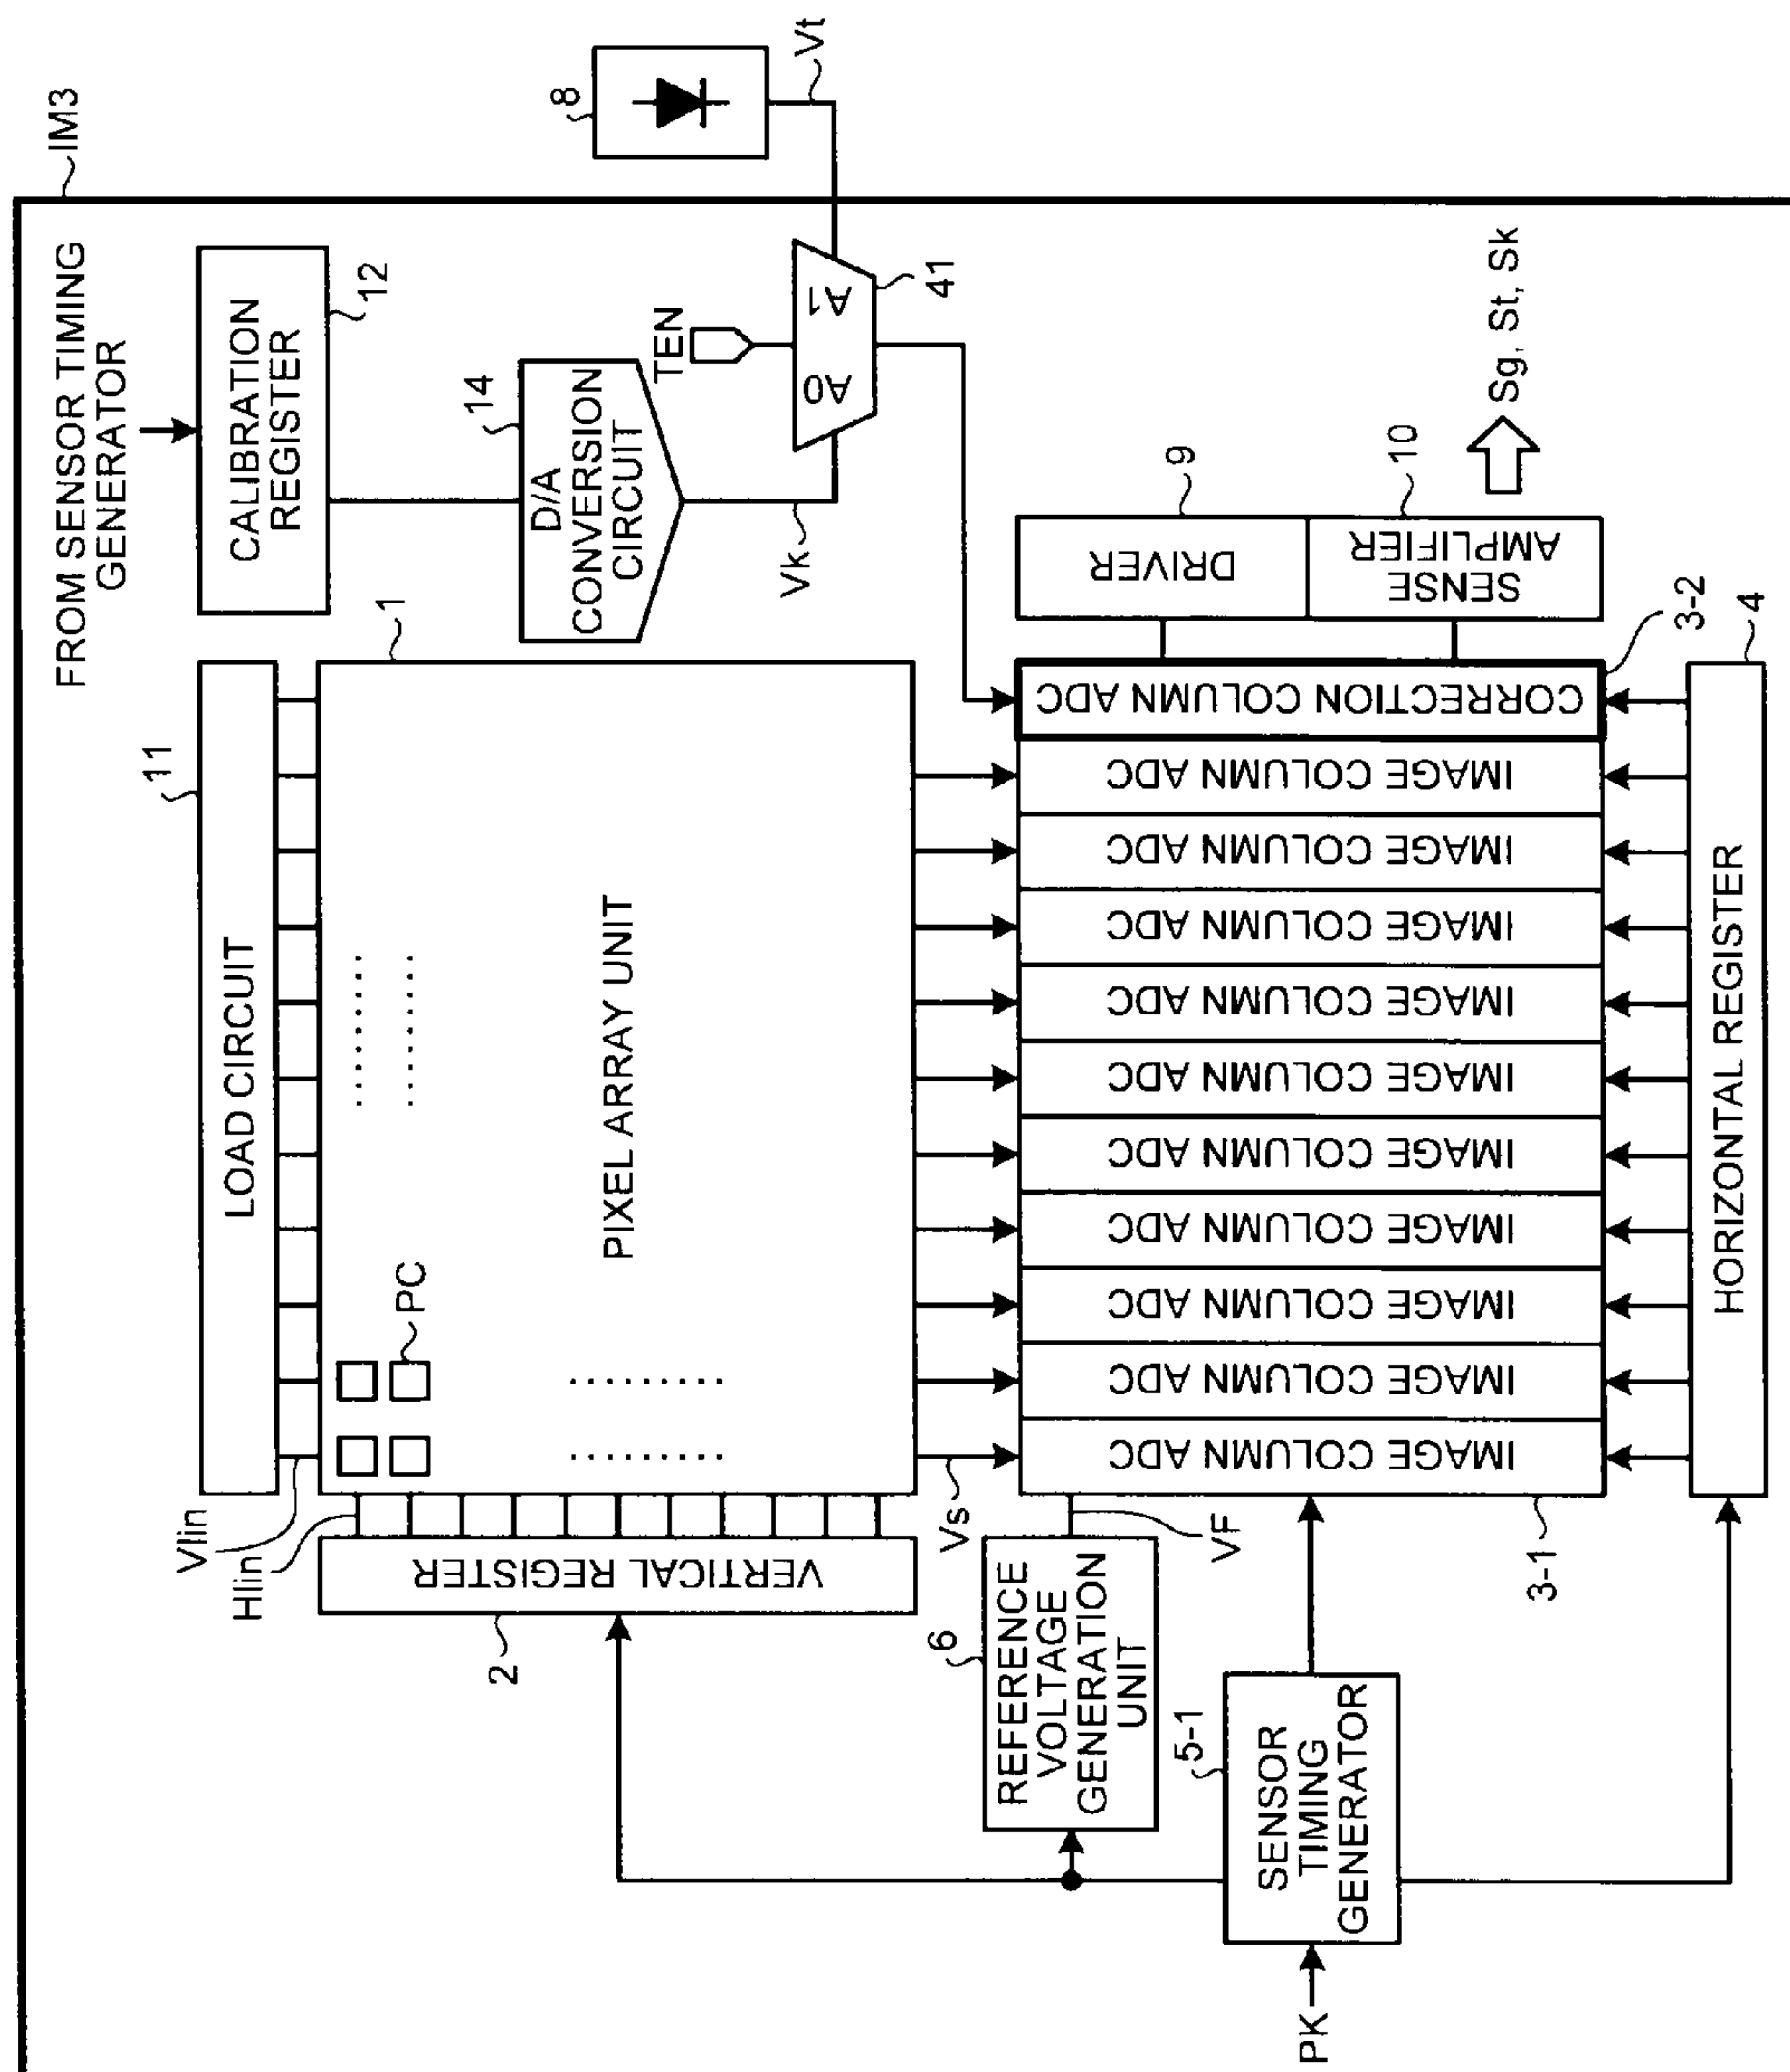 IM3
FROM SENSOR TIMING
GENERATOR
CALIBRATION
REGISTER
12
8
Vt
14
D/A
CONVERSION
CIRCUIT
TEN
Vk
A0
A1
41
11
LOAD CIRCUIT
Vlin
Hlin
1
PC
PIXEL ARRAY UNIT
VERTICAL REGISTER
2
Vs
6
REFERENCE
VOLTAGE
GENERATION
UNIT
VF
9
DRIVER
10
SENSE
AMPLIFIER
Sg, St, Sk
IMAGE COLUMN ADC
IMAGE COLUMN ADC
IMAGE COLUMN ADC
IMAGE COLUMN ADC
IMAGE COLUMN ADC
IMAGE COLUMN ADC
IMAGE COLUMN ADC
IMAGE COLUMN ADC
IMAGE COLUMN ADC
IMAGE COLUMN ADC
CORRECTION COLUMN ADC
3-1
3-2
5-1
SENSOR
TIMING
GENERATOR
PK
HORIZONTAL REGISTER
4